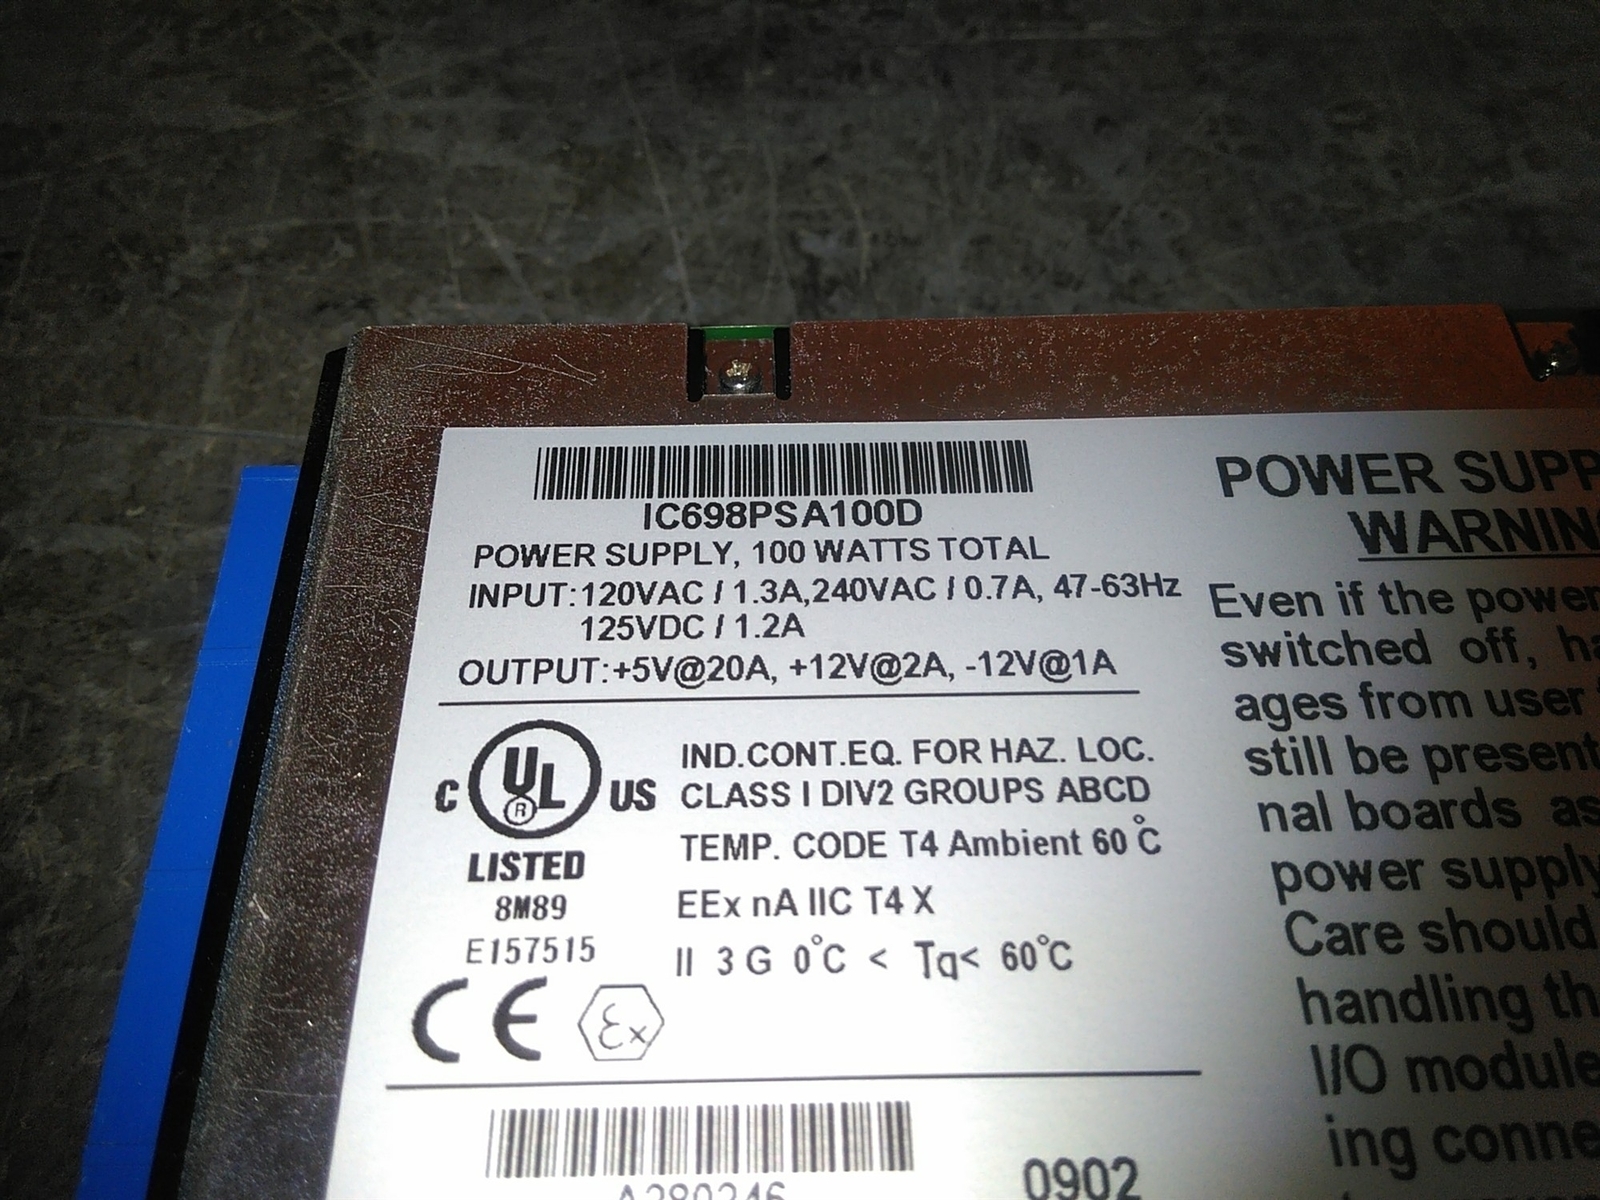 IC698PSA100D
POWER SUPPLY, 100 WATTS TOTAL
INPUT:120VAC / 1.3A,240VAC / 0.7A, 47-63Hz
125VDC / 1.2A
OUTPUT:+5V@20A, +12V@2A, -12V@1A
C UL ® US
LISTED
8M89
E157515
IND.CONT.EQ. FOR HAZ. LOC.
CLASS I DIV2 GROUPS ABCD
TEMP. CODE T4 Ambient 60°C
EEx nA IIC T4 X
II 3 G 0°C < Ta< 60°C
CE Ex
0902
POWER SUPP
WARNIN
Even if the power
switched off, ha
ages from user
still be present
nal boards as
power supply
Care should
handling th
I/O module
ing conne